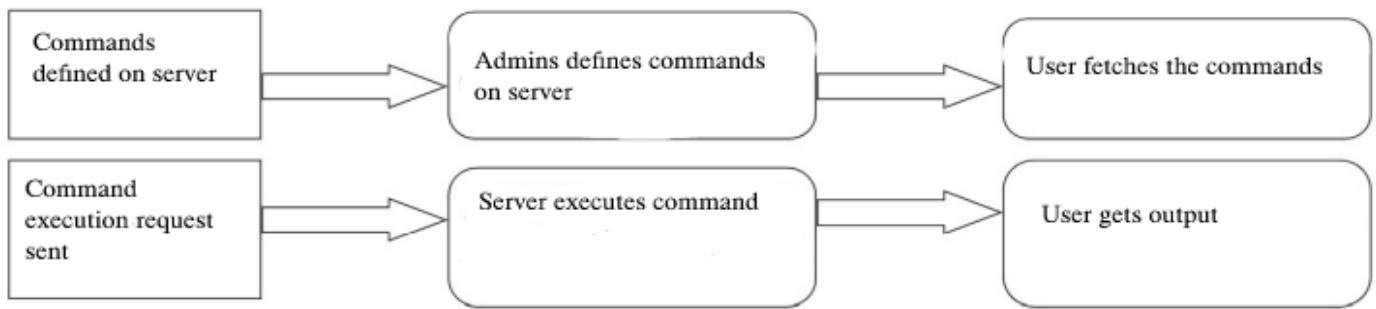 Commands
defined on server
Admins defines commands
on server
User fetches the commands
Command
execution request
sent
Server executes command
User gets output